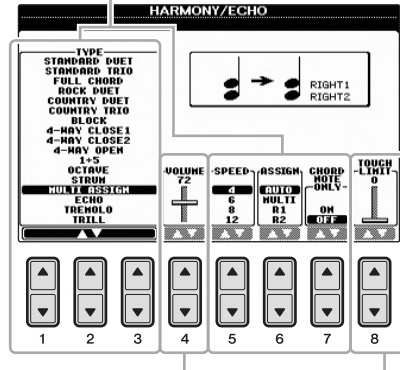 HARMONY/ECHO
TYPE
STANDARD DUET
STANDARD TRIO
FULL CHORD
ROCK DUET
COUNTRY DUET
COUNTRY TRIO
BLOCK
4-WAY CLOSE1
4-WAY CLOSE2
4-WAY OPEN
1+5
OCTAVE
STRUM
MULTI ASSIGN
ECHO
TREMOLO
TRILL
RIGHT1
RIGHT2
VOLUME
72
SPEED
4
6
8
12
ASSIGN
AUTO
MULTI
R1
R2
CHORD
NOTE
ONLY
ON
OFF
TOUCH
LIMIT
0
1 2 3 4 5 6 7 8